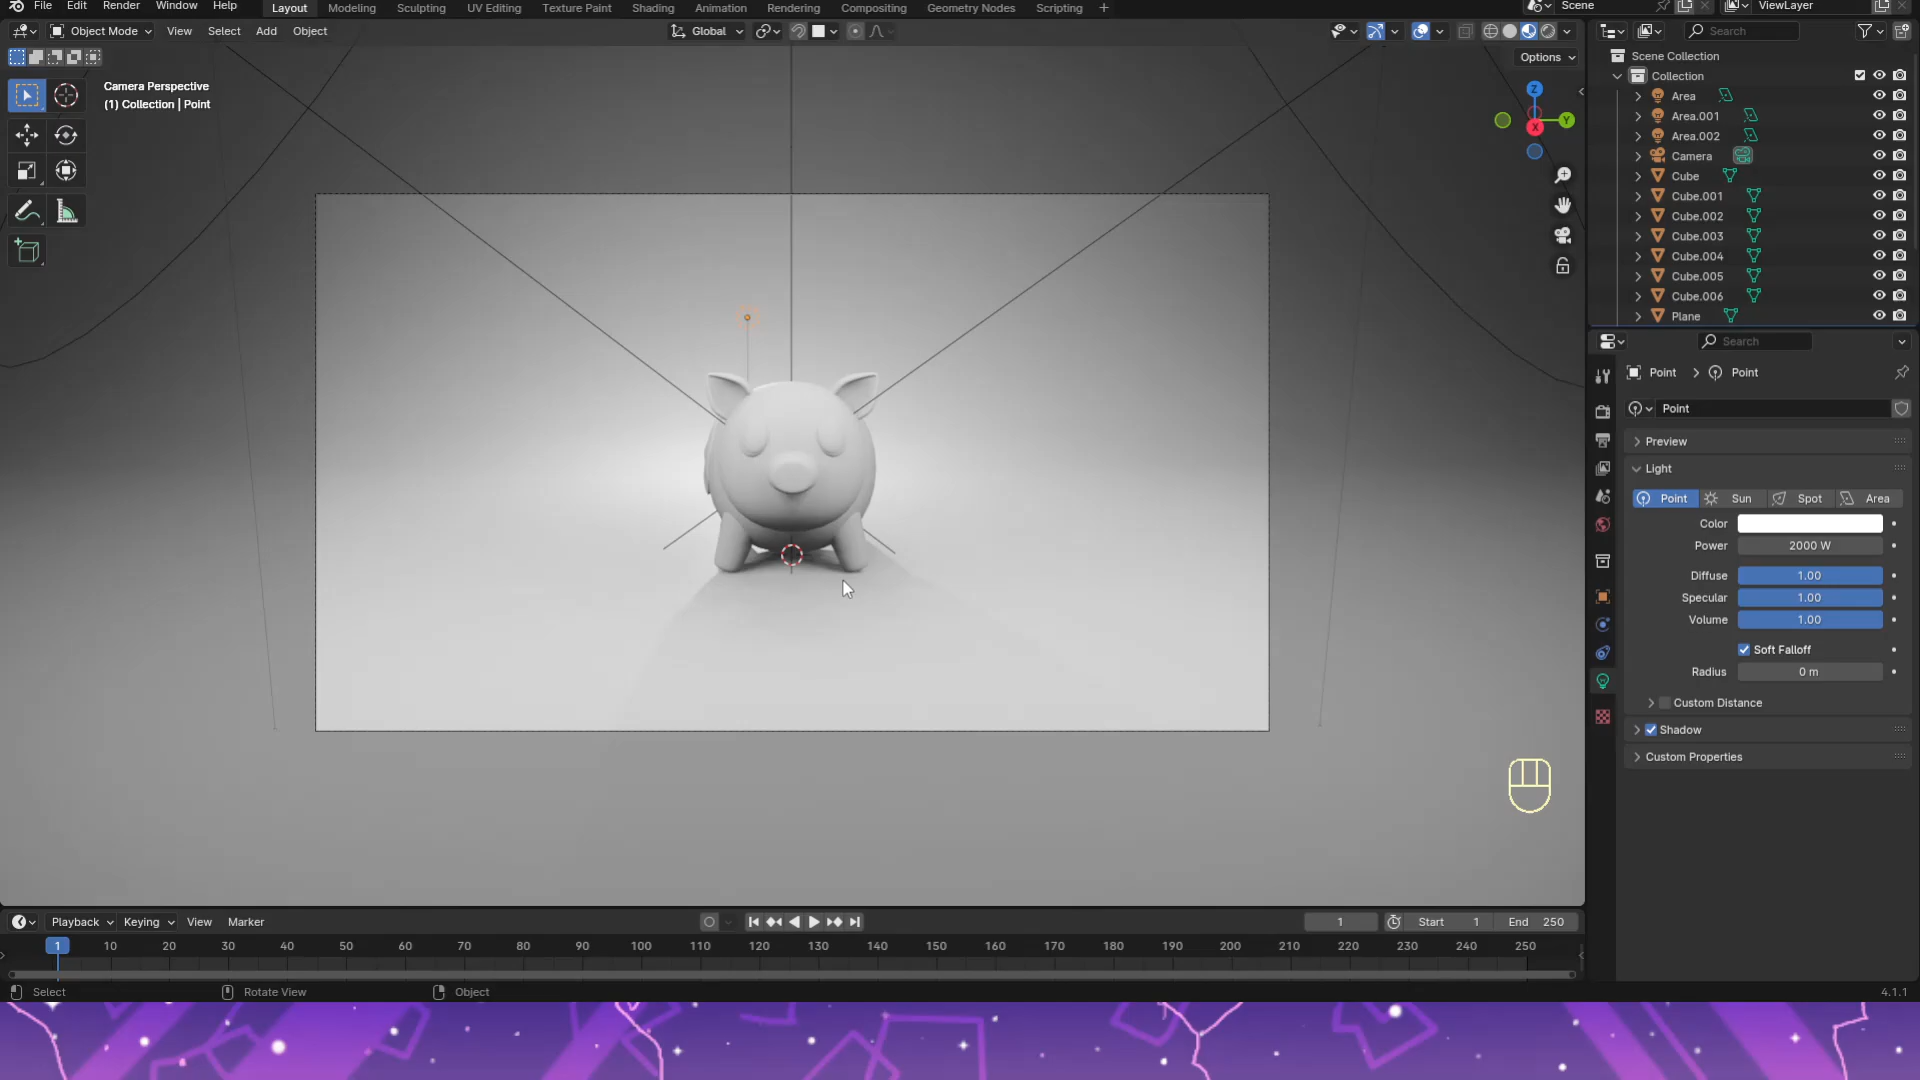 File Edit Render Window Help Layout Modeling Sculpting UV Editing Texture Paint Shading Animation Rendering Compositing Geometry Nodes Scripting + Scene ViewLayer
Object Mode View Select Add Object Global Search
Options
Camera Perspective
(1) Collection | Point
Z
Y
X
Scene Collection
Collection
Area
Area.001
Area.002
Camera
Cube
Cube.001
Cube.002
Cube.003
Cube.004
Cube.005
Cube.006
Plane
Search
Point > Point
Point
Preview
Light
Point Sun Spot Area
Color
Power 2000 W
Diffuse 1.00
Specular 1.00
Volume 1.00
Soft Falloff
Radius 0 m
Custom Distance
Shadow
Custom Properties
Playback Keying View Marker 1 Start 1 End 250
1 10 20 30 40 50 60 70 80 90 100 110 120 130 140 150 160 170 180 190 200 210 220 230 240 250
Select Rotate View Object 4.1.1